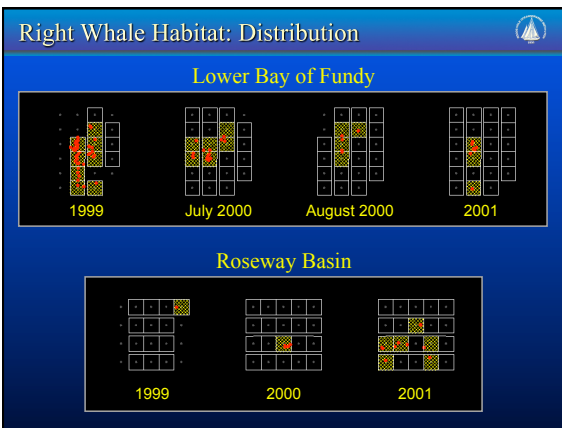 Right Whale Habitat: Distribution
Lower Bay of Fundy
1999 July 2000 August 2000 2001
Roseway Basin
1999 2000 2001